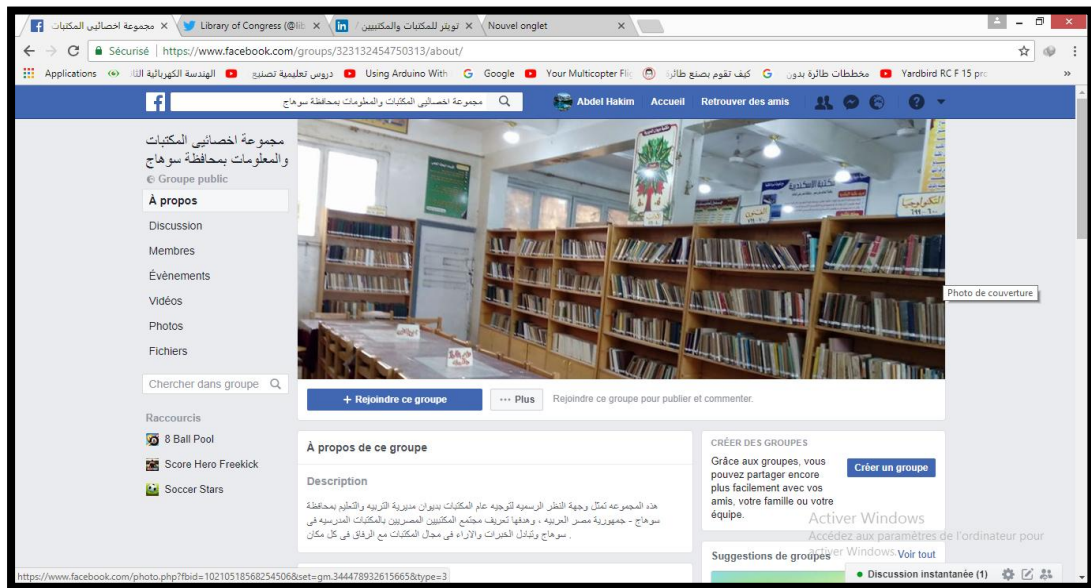 مجموعة اخصائيى المكتبات
Library of Congress (@lib
تويتر للمكتبات والمكتبيين /
Nouvel onglet
Sécurisé | https://www.facebook.com/groups/323132454750313/about/
Applications
الهندسة الكهربائية الثا
دروس تعليمية تصنيع
Using Arduino With
Google
Your Multicopter Flig
كيف تقوم بصنع طائرة
مخططات طائرة بدون
Yardbird RC F 15 pro
»
مجموعة اخصائيى المكتبات والمعلومات بمحافظة سوهاج
Abdel Hakim
Accueil
Retrouver des amis
مجموعة اخصائيى المكتبات
والمعلومات بمحافظة سوهاج
Groupe public
À propos
Discussion
Membres
Évènements
Vidéos
Photos
Fichiers
Chercher dans groupe
Raccourcis
8 Ball Pool
Score Hero Freekick
Soccer Stars
مكتبة الإسكندرية
الفنون
التكنولوجيا
Photo de couverture
+ Rejoindre ce groupe
••• Plus
Rejoindre ce groupe pour publier et commenter.
À propos de ce groupe
Description
هذه المجموعه تمثل وجهة النظر الرسميه لتوجيه عام المكتبات بديوان مديرية التربيه والتعليم بمحافظة
سوهاج - جمهورية مصر العربيه ، وهدفها تعريف مجتمع المكتبيين المصريين بالمكتبات المدرسيه فى
سوهاج وتبادل الخبرات والاراء فى مجال المكتبات مع الرفاق فى كل مكان .
CRÉER DES GROUPES
Grâce aux groupes, vous
pouvez partager encore
plus facilement avec vos
amis, votre famille ou votre
équipe.
Créer un groupe
Activer Windows
Accédez aux paramètres de l'ordinateur pour
activer Windows.
Suggestions de groupes
Voir tout
https://www.facebook.com/photo.php?fbid=10210518568254506&set=gm.344478932615665&type=3
Discussion instantanée (1)